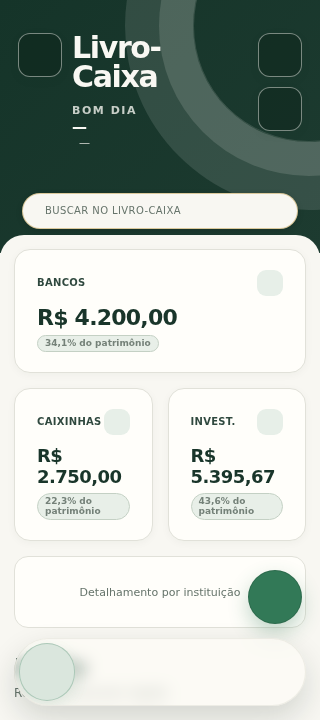 Livro-
Caixa
BOM DIA
—
—
BUSCAR NO LIVRO-CAIXA
BANCOS
R$ 4.200,00
34,1% do patrimônio
CAIXINHAS
R$
2.750,00
22,3% do
patrimônio
INVEST.
R$
5.395,67
43,6% do
patrimônio
Detalhamento por instituição